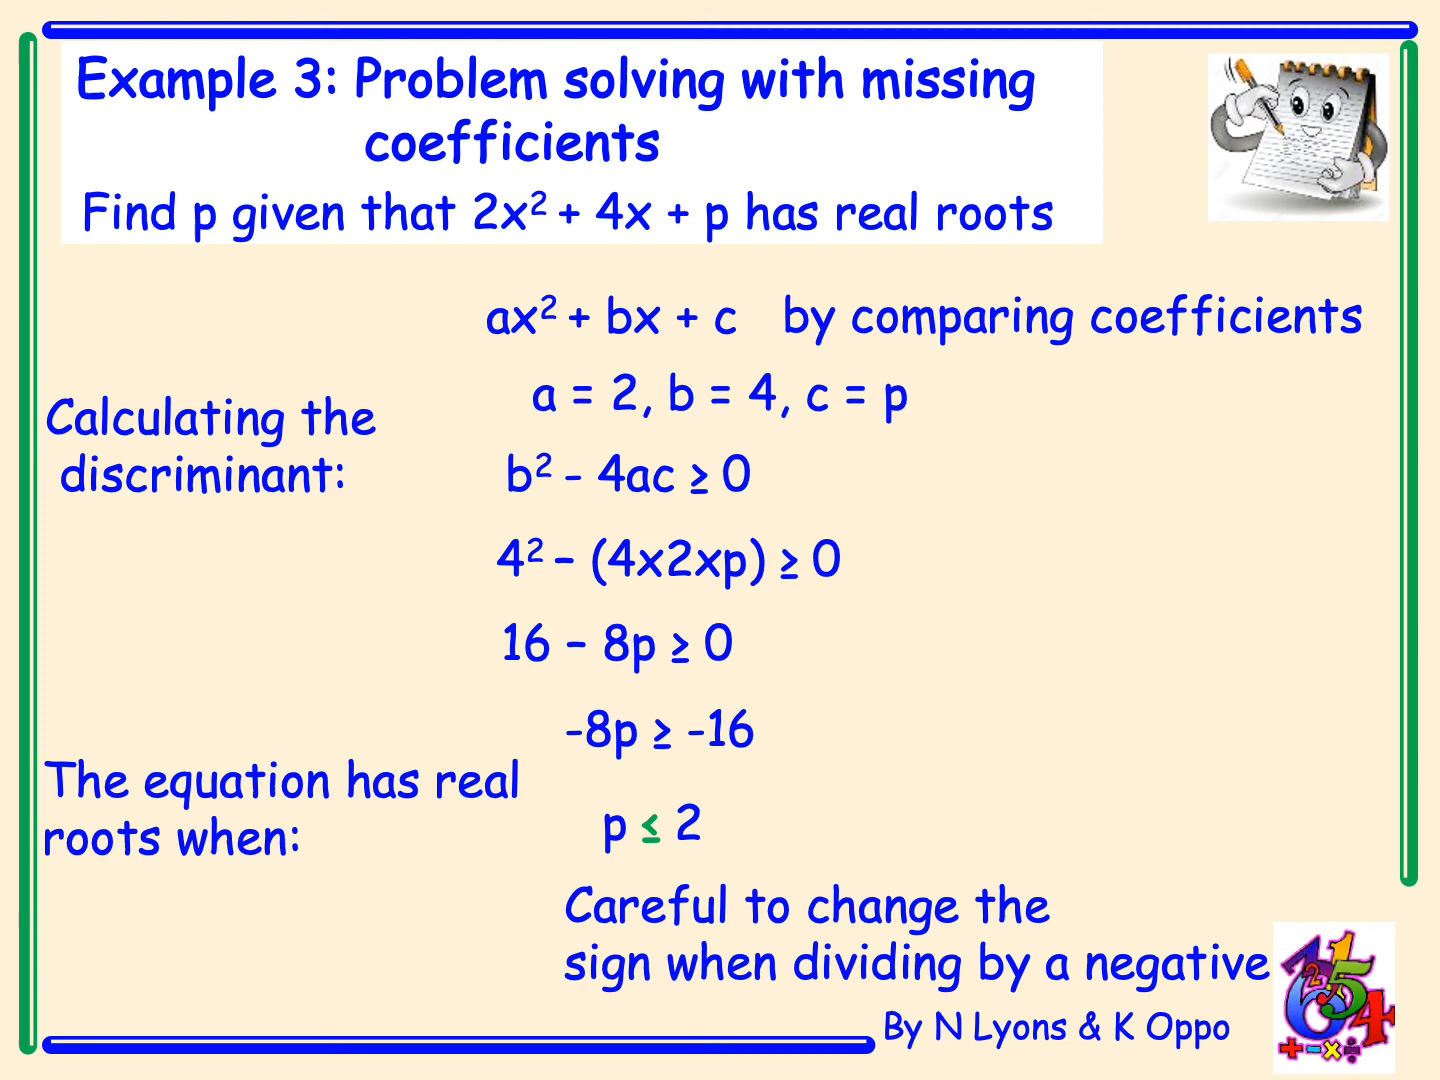 Example 3: Problem solving with missing
coefficients
Find p given that 2x² + 4x + p has real roots
ax² + bx + c by comparing coefficients
a = 2, b = 4, c = p
Calculating the
discriminant:
b² - 4ac ≥ 0
4² – (4x2xp) ≥ 0
16 – 8p ≥ 0
-8p ≥ -16
The equation has real
roots when:
p ≤ 2
Careful to change the
sign when dividing by a negative
By N Lyons & K Oppo